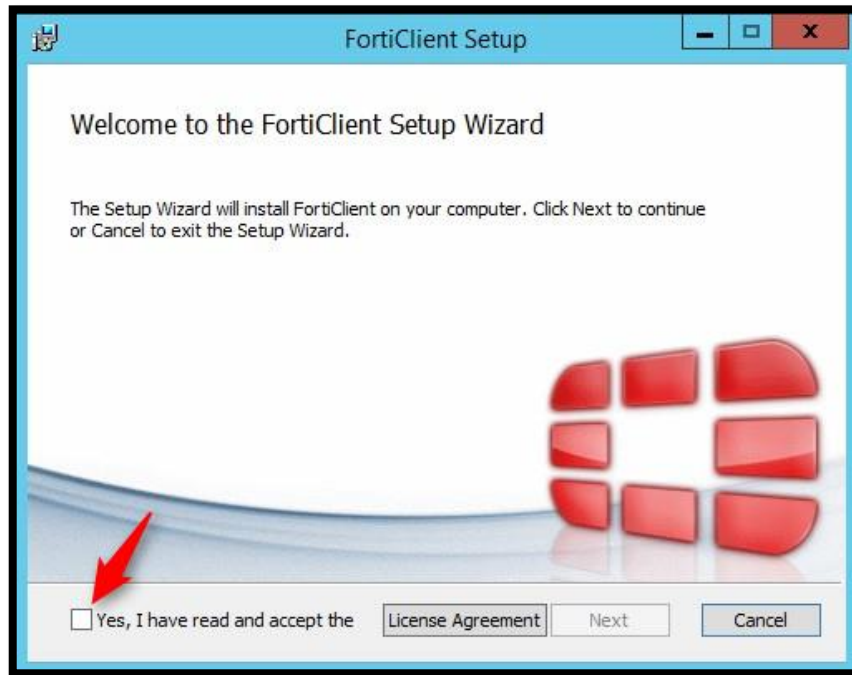 FortiClient Setup
Welcome to the FortiClient Setup Wizard
The Setup Wizard will install FortiClient on your computer. Click Next to continue
or Cancel to exit the Setup Wizard.
Yes, I have read and accept the License Agreement Next Cancel